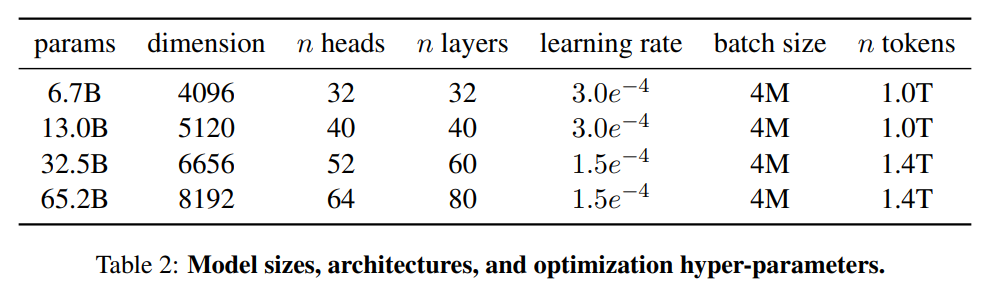 params dimension n heads n layers learning rate batch size n tokens
6.7B 4096 32 32 3.0e⁻⁴ 4M 1.0T
13.0B 5120 40 40 3.0e⁻⁴ 4M 1.0T
32.5B 6656 52 60 1.5e⁻⁴ 4M 1.4T
65.2B 8192 64 80 1.5e⁻⁴ 4M 1.4T
Table 2: Model sizes, architectures, and optimization hyper-parameters.